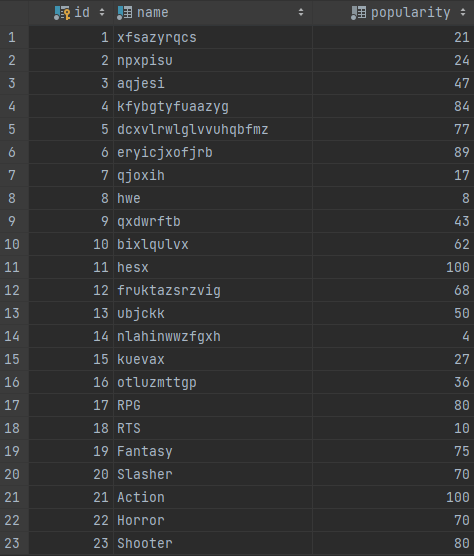 id name popularity
1 1 xfsazyrqcs 21
2 2 npxpisu 24
3 3 aqjesi 47
4 4 kfybgtyfuaazyg 84
5 5 dcxvlrwlglvvuhqbfmz 77
6 6 eryicjxofjrb 89
7 7 qjoxih 17
8 8 hwe 8
9 9 qxdwrftb 43
10 10 bixlqulvx 62
11 11 hesx 100
12 12 fruktazsrzvig 68
13 13 ubjckk 50
14 14 nlahinwwzfgxh 4
15 15 kuevax 27
16 16 otluzmttgp 36
17 17 RPG 80
18 18 RTS 10
19 19 Fantasy 75
20 20 Slasher 70
21 21 Action 100
22 22 Horror 70
23 23 Shooter 80